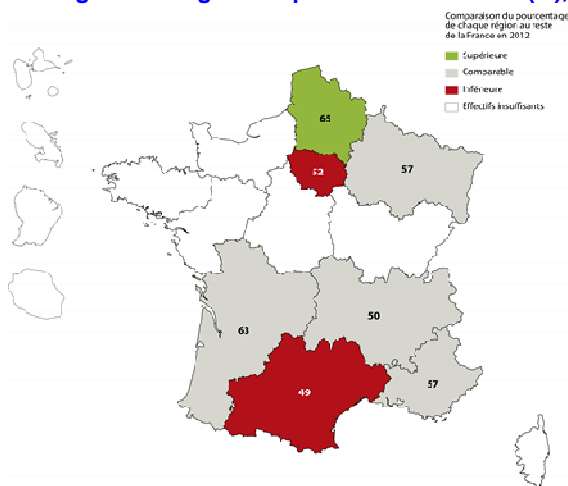 Comparaison du pourcentage
de chaque région au reste
de la France en 2012
Supérieure
Comparable
Inférieure
Effectifs insuffisants
65
52
57
63
50
57
49